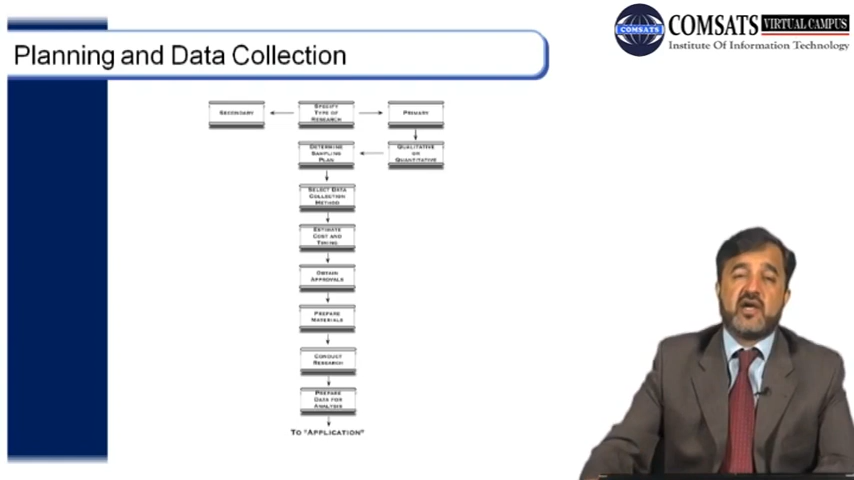 COMSATS
COMSATS VIRTUAL CAMPUS
Institute Of Information Technology
Planning and Data Collection
SECONDARY
SPECIFY
TYPE OF
RESEARCH
PRIMARY
DETERMINE
SAMPLING
PLAN
QUALITATIVE
OR
QUANTITATIVE
SELECT DATA
COLLECTION
METHOD
ESTIMATE
COST AND
TIMING
OBTAIN
APPROVALS
PREPARE
MATERIALS
CONDUCT
RESEARCH
PREPARE
DATA FOR
ANALYSIS
TO "APPLICATION"